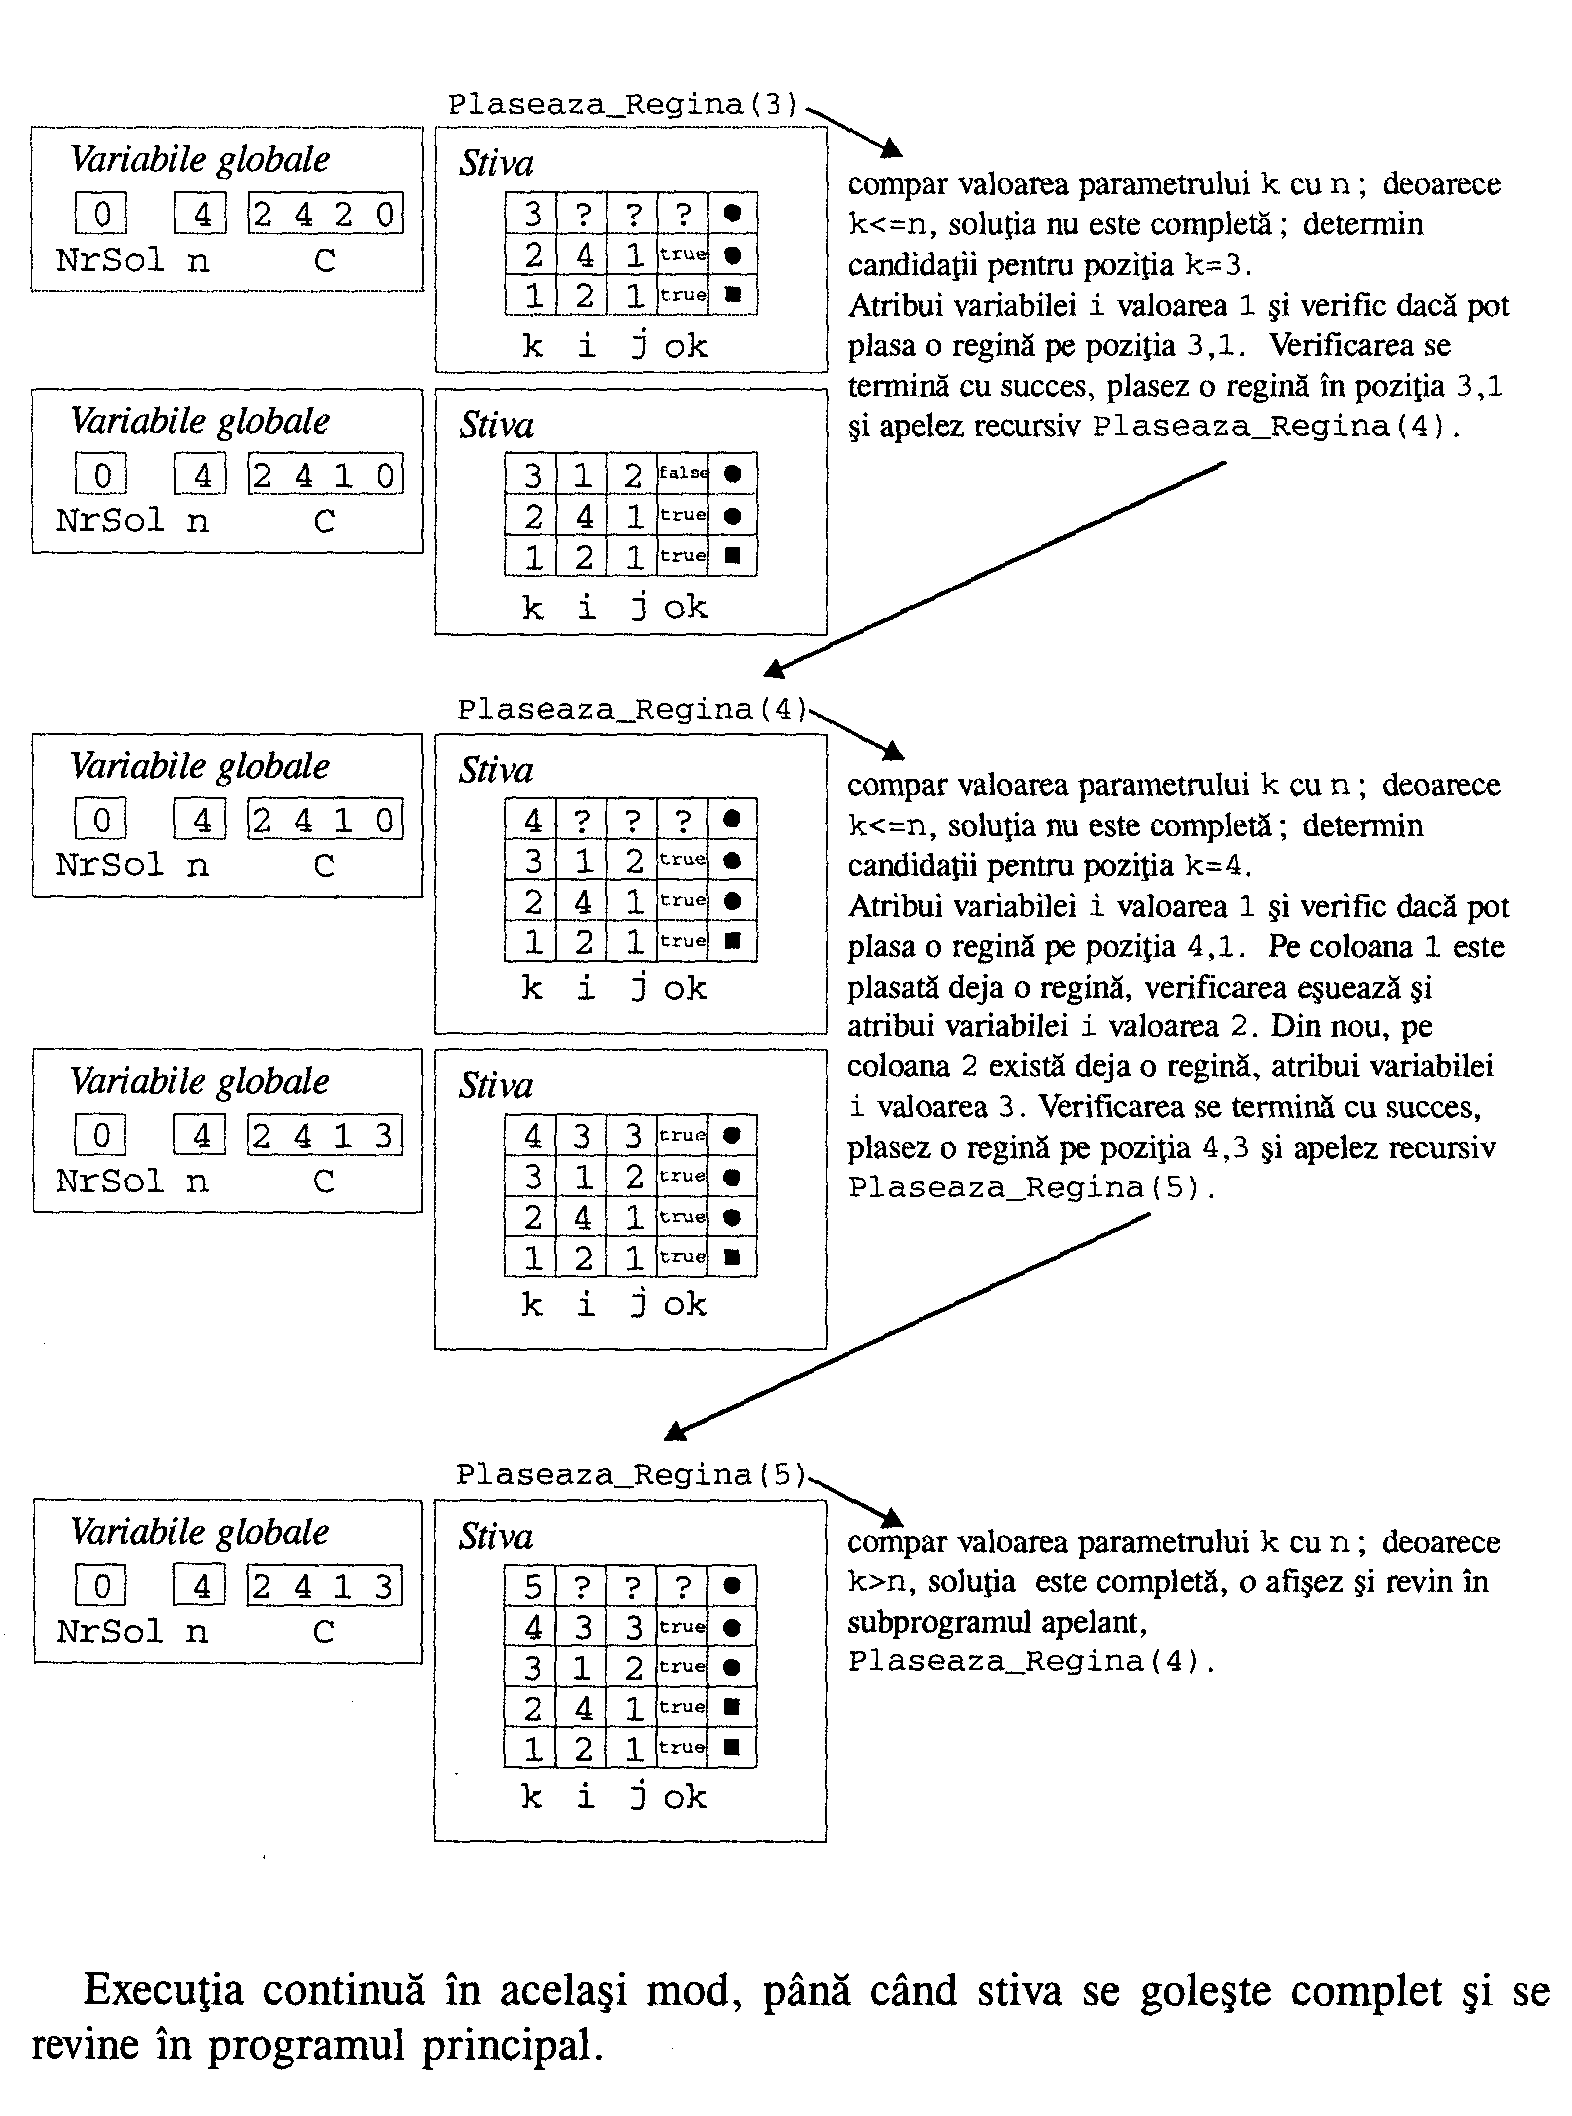 Plaseaza_Regina(3)
Variabile globale
0 4 2 4 2 0
NrSol n C
Stiva
3 ? ? ? ●
2 4 1 true ●
1 2 1 true ■
k i j ok
compar valoarea parametrului k cu n ; deoarece
k<=n, soluţia nu este completă ; determin
candidaţii pentru poziţia k=3.
Atribui variabilei i valoarea 1 şi verific dacă pot
plasa o regină pe poziţia 3,1. Verificarea se
termină cu succes, plasez o regină în poziţia 3,1
şi apelez recursiv Plaseaza_Regina(4).
Variabile globale
0 4 2 4 1 0
NrSol n C
Stiva
3 1 2 false ●
2 4 1 true ●
1 2 1 true ■
k i j ok
Plaseaza_Regina(4)
Variabile globale
0 4 2 4 1 0
NrSol n C
Stiva
4 ? ? ? ●
3 1 2 true ●
2 4 1 true ●
1 2 1 true ■
k i j ok
compar valoarea parametrului k cu n ; deoarece
k<=n, soluţia nu este completă ; determin
candidaţii pentru poziţia k=4.
Atribui variabilei i valoarea 1 şi verific dacă pot
plasa o regină pe poziţia 4,1. Pe coloana 1 este
plasată deja o regină, verificarea eşuează şi
atribui variabilei i valoarea 2. Din nou, pe
coloana 2 există deja o regină, atribui variabilei
i valoarea 3. Verificarea se termină cu succes,
plasez o regină pe poziţia 4,3 şi apelez recursiv
Plaseaza_Regina(5).
Variabile globale
0 4 2 4 1 3
NrSol n C
Stiva
4 3 3 true ●
3 1 2 true ●
2 4 1 true ●
1 2 1 true ■
k i j ok
Plaseaza_Regina(5)
Variabile globale
0 4 2 4 1 3
NrSol n C
Stiva
5 ? ? ? ●
4 3 3 true ●
3 1 2 true ●
2 4 1 true ■
1 2 1 true ■
k i j ok
compar valoarea parametrului k cu n ; deoarece
k>n, soluţia este completă, o afişez şi revin în
subprogramul apelant,
Plaseaza_Regina(4).
Execuţia continuă în acelaşi mod, până când stiva se goleşte complet şi se
revine în programul principal.